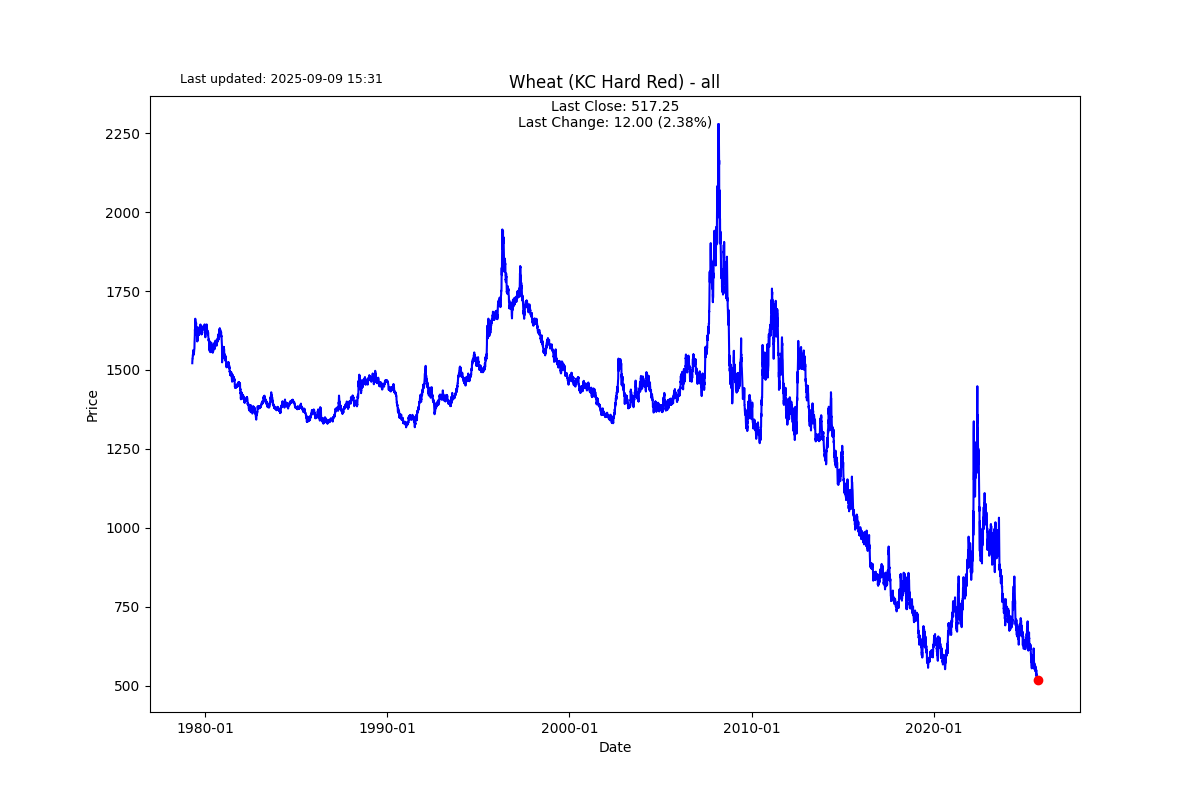 Last updated: 2025-09-09 15:31
Wheat (KC Hard Red) - all
Last Close: 517.25
Last Change: 12.00 (2.38%)
Price
2250
2000
1750
1500
1250
1000
750
500
1980-01 1990-01 2000-01 2010-01 2020-01
Date